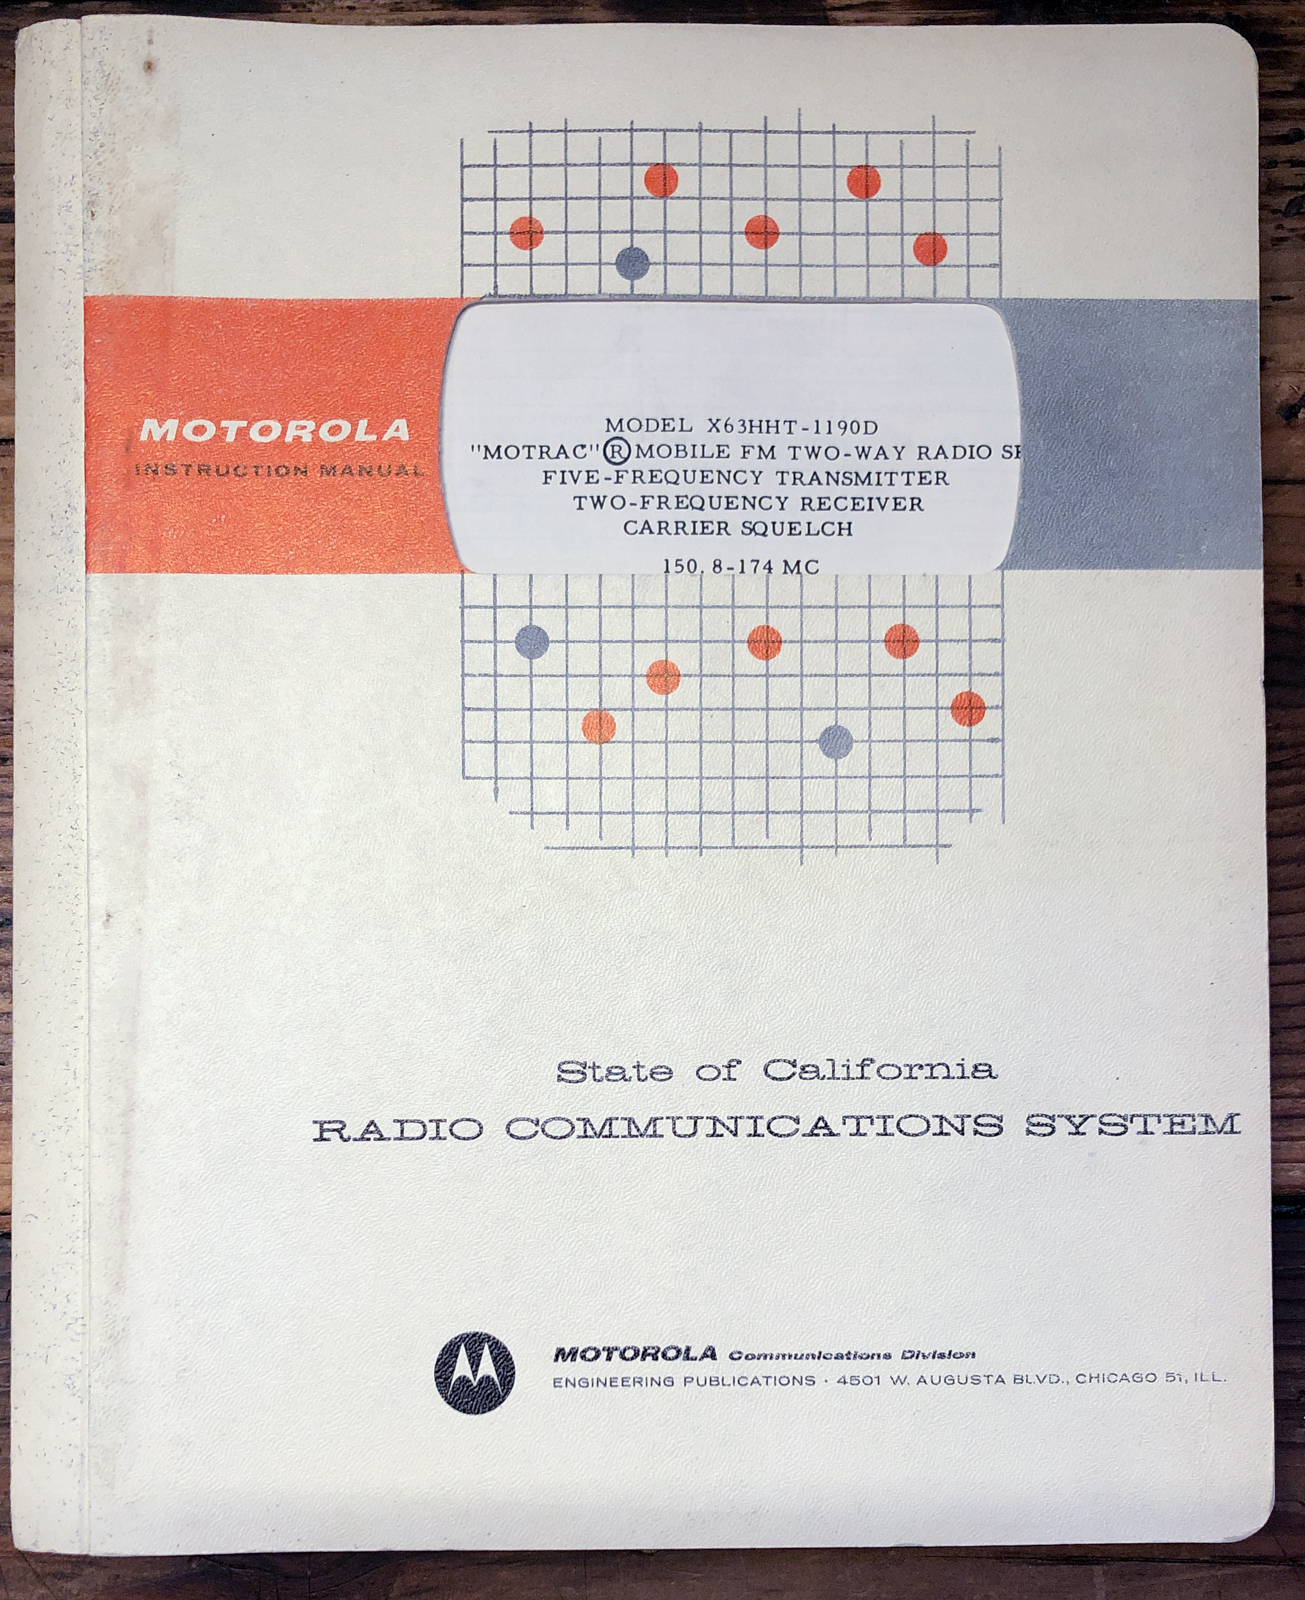 MOTOROLA
INSTRUCTION MANUAL
MODEL X63HHT-1190D
"MOTRAC"® MOBILE FM TWO-WAY RADIO
FIVE-FREQUENCY TRANSMITTER
TWO-FREQUENCY RECEIVER
CARRIER SQUELCH
150.8-174 MC
State of California
RADIO COMMUNICATIONS SYSTEM
MOTOROLA Communications Division
ENGINEERING PUBLICATIONS · 4501 W. AUGUSTA BLVD., CHICAGO 51, ILL.